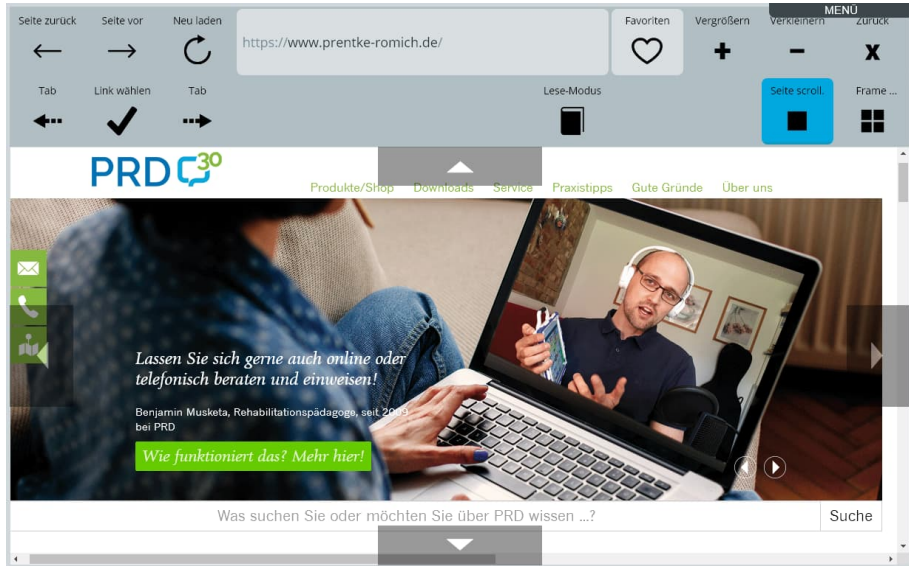 MENÜ
Seite zurück Seite vor Neu laden Favoriten Vergrößern Verkleinern Zurück
https://www.prentke-romich.de/
Tab Link wählen Tab Lese-Modus Seite scroll. Frame ...
PRD 30
Produkte/Shop Downloads Service Praxistipps Gute Gründe Über uns
Lassen Sie sich gerne auch online oder
telefonisch beraten und einweisen!
Benjamin Musketa, Rehabilitationspädagoge, seit 2009
bei PRD
Wie funktioniert das? Mehr hier!
Was suchen Sie oder möchten Sie über PRD wissen ...? Suche